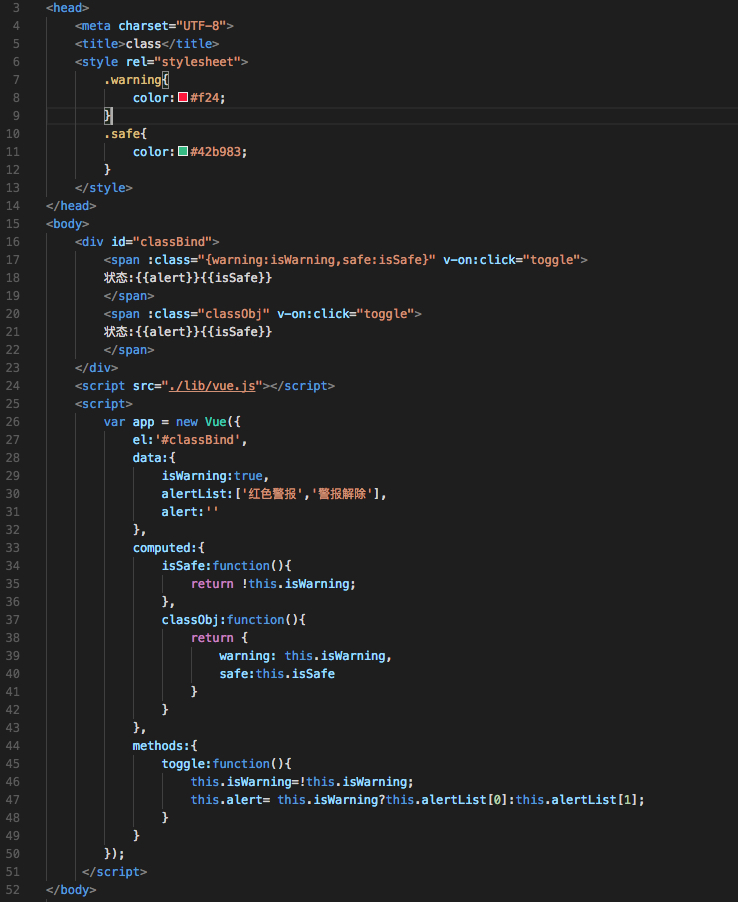 3 <head>
4 <meta charset="UTF-8">
5 <title>class</title>
6 <style rel="stylesheet">
7 .warning{
8 color:#f24;
9 }
10 .safe{
11 color:#42b983;
12 }
13 </style>
14 </head>
15 <body>
16 <div id="classBind">
17 <span :class="{warning:isWarning,safe:isSafe}" v-on:click="toggle">
18 状态:{{alert}}{{isSafe}}
19 </span>
20 <span :class="classObj" v-on:click="toggle">
21 状态:{{alert}}{{isSafe}}
22 </span>
23 </div>
24 <script src="./lib/vue.js"></script>
25 <script>
26 var app = new Vue({
27 el:'#classBind',
28 data:{
29 isWarning:true,
30 alertList:['红色警报','警报解除'],
31 alert:''
32 },
33 computed:{
34 isSafe:function(){
35 return !this.isWarning;
36 },
37 classObj:function(){
38 return {
39 warning: this.isWarning,
40 safe:this.isSafe
41 }
42 }
43 },
44 methods:{
45 toggle:function(){
46 this.isWarning=!this.isWarning;
47 this.alert= this.isWarning?this.alertList[0]:this.alertList[1];
48 }
49 }
50 });
51 </script>
52 </body>